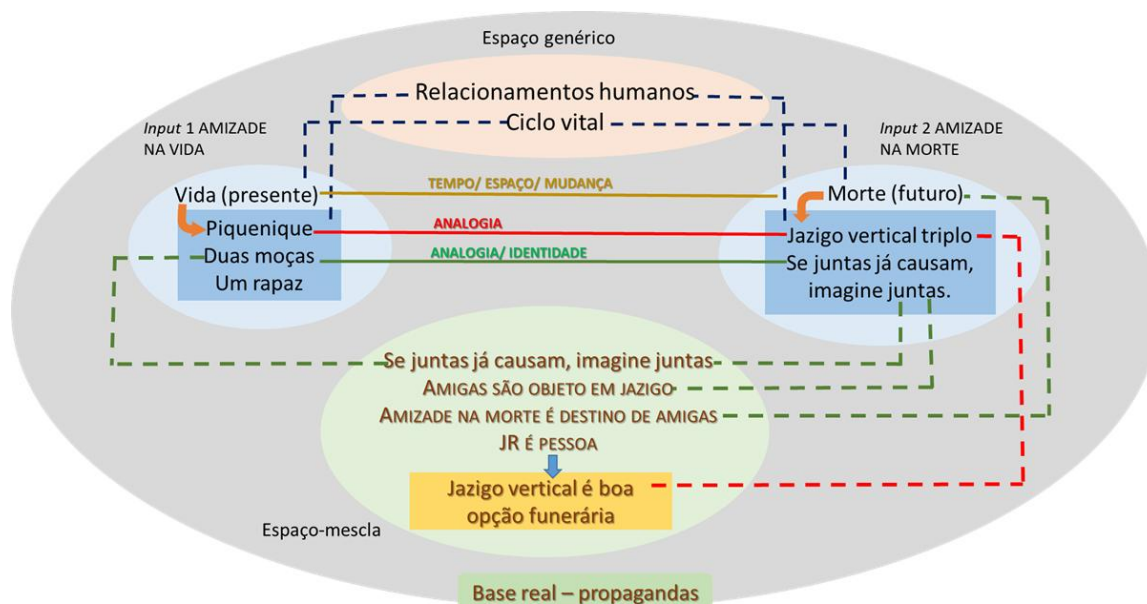 Espaço genérico
Relacionamentos humanos
Ciclo vital
Input 1 AMIZADE
NA VIDA
Input 2 AMIZADE
NA MORTE
Vida (presente)
TEMPO/ ESPAÇO/ MUDANÇA
Morte (futuro)
Piquenique
ANALOGIA
Jazigo vertical triplo
Duas moças
ANALOGIA/ IDENTIDADE
Se juntas já causam,
Um rapaz
imagine juntas.
Se juntas já causam, imagine juntas
AMIGAS SÃO OBJETO EM JAZIGO
AMIZADE NA MORTE É DESTINO DE AMIGAS
JR É PESSOA
Jazigo vertical é boa
opção funerária
Espaço-mescla
Base real – propagandas